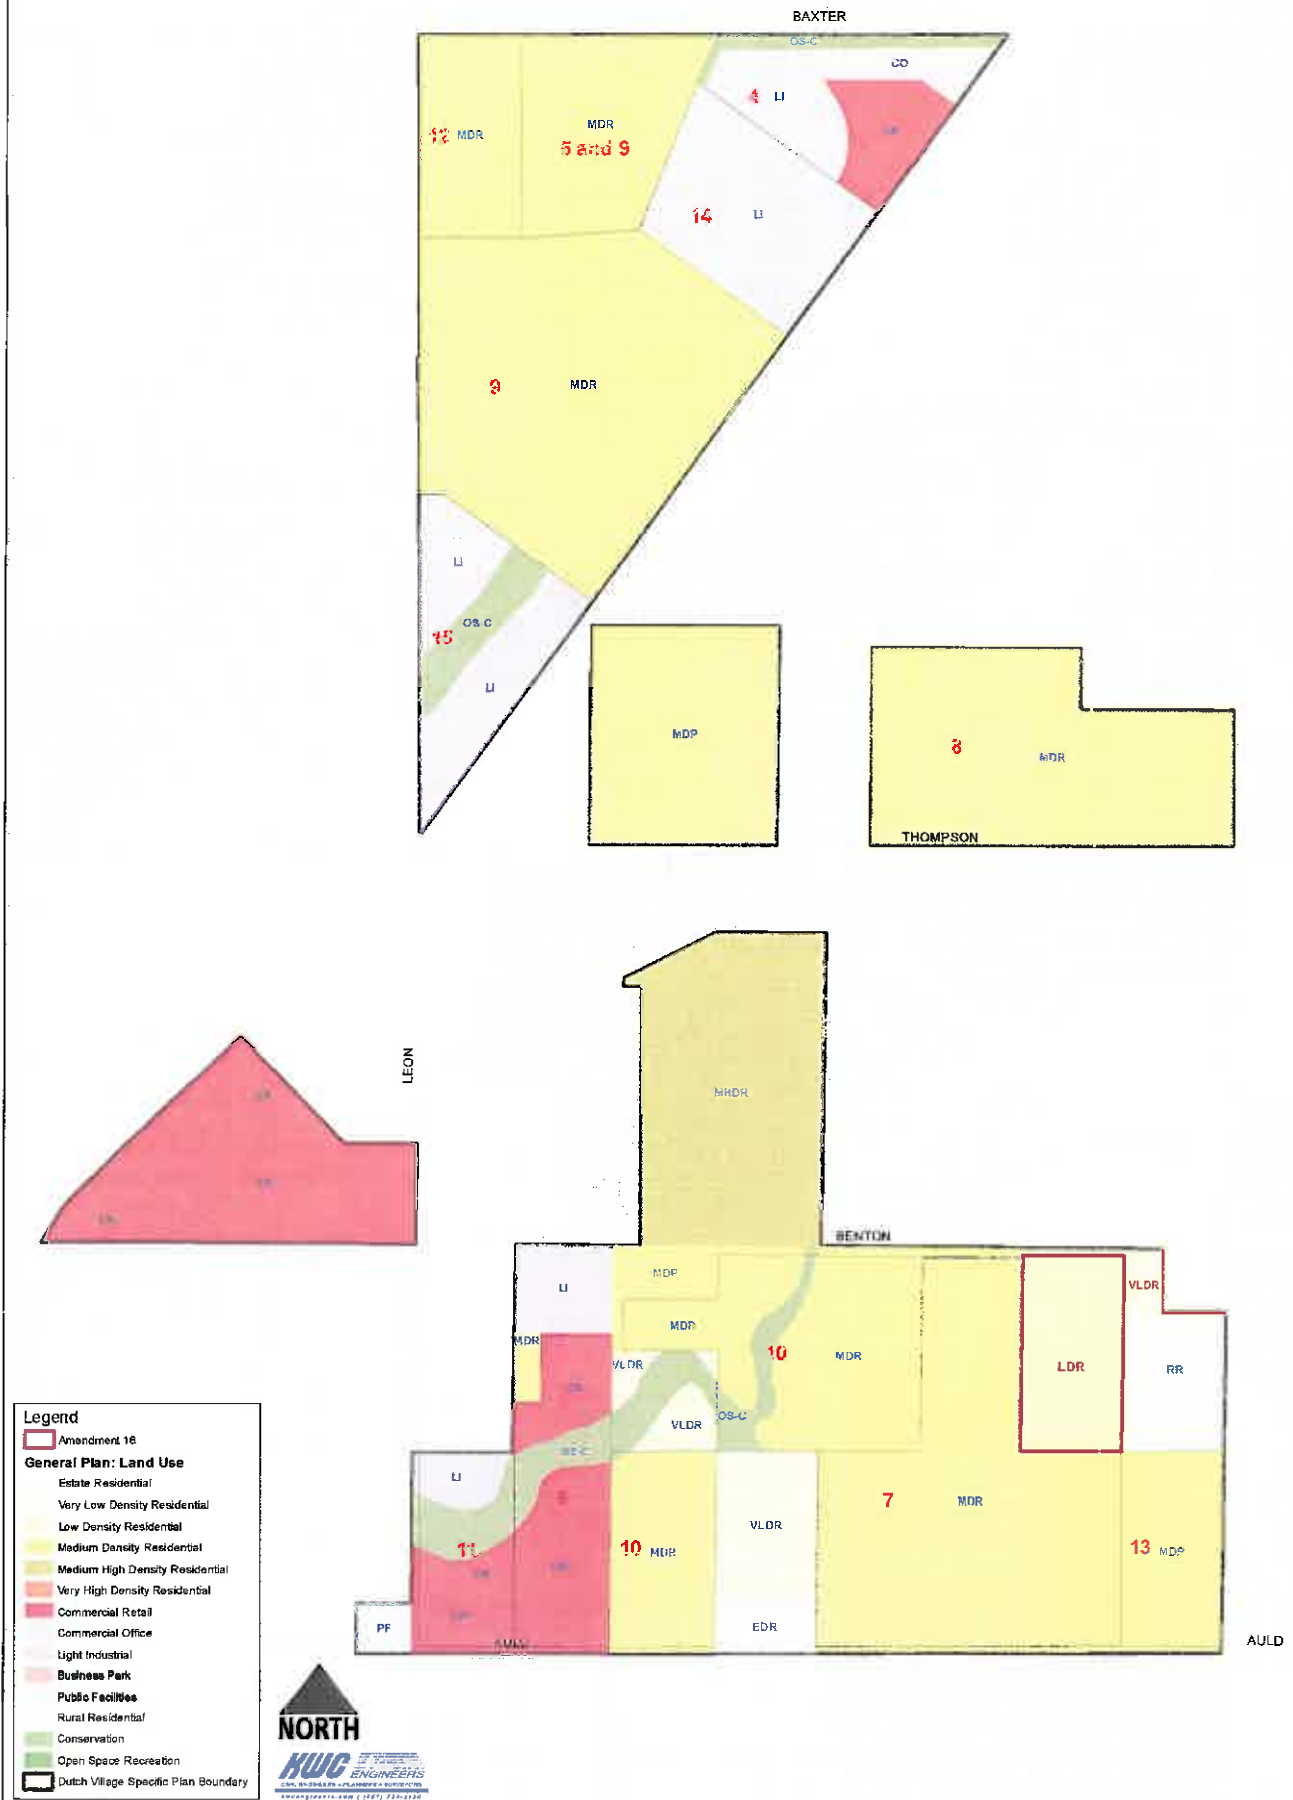 BAXTER
OS-C
CO
4 LI
12 MDR
MDR
5 and 9
14 LI
9 MDR
LI
OS-C
15
LI
MDP
8 MDR
THOMPSON
LEON
MHDR
BENTON
LI
MDP
VLDR
MDR
MDR
10 MDR
LDR
RR
VLDR
VLDR
OS-C
LI
7 MDR
VLDR
11
10 MDR
13 MDP
PF
EDR
AULD
Legend
Amendment 16
General Plan: Land Use
Estate Residential
Very Low Density Residential
Low Density Residential
Medium Density Residential
Medium High Density Residential
Very High Density Residential
Commercial Retail
Commercial Office
Light Industrial
Business Park
Public Facilities
Rural Residential
Conservation
Open Space Recreation
Dutch Village Specific Plan Boundary
NORTH
KWC ENGINEERS